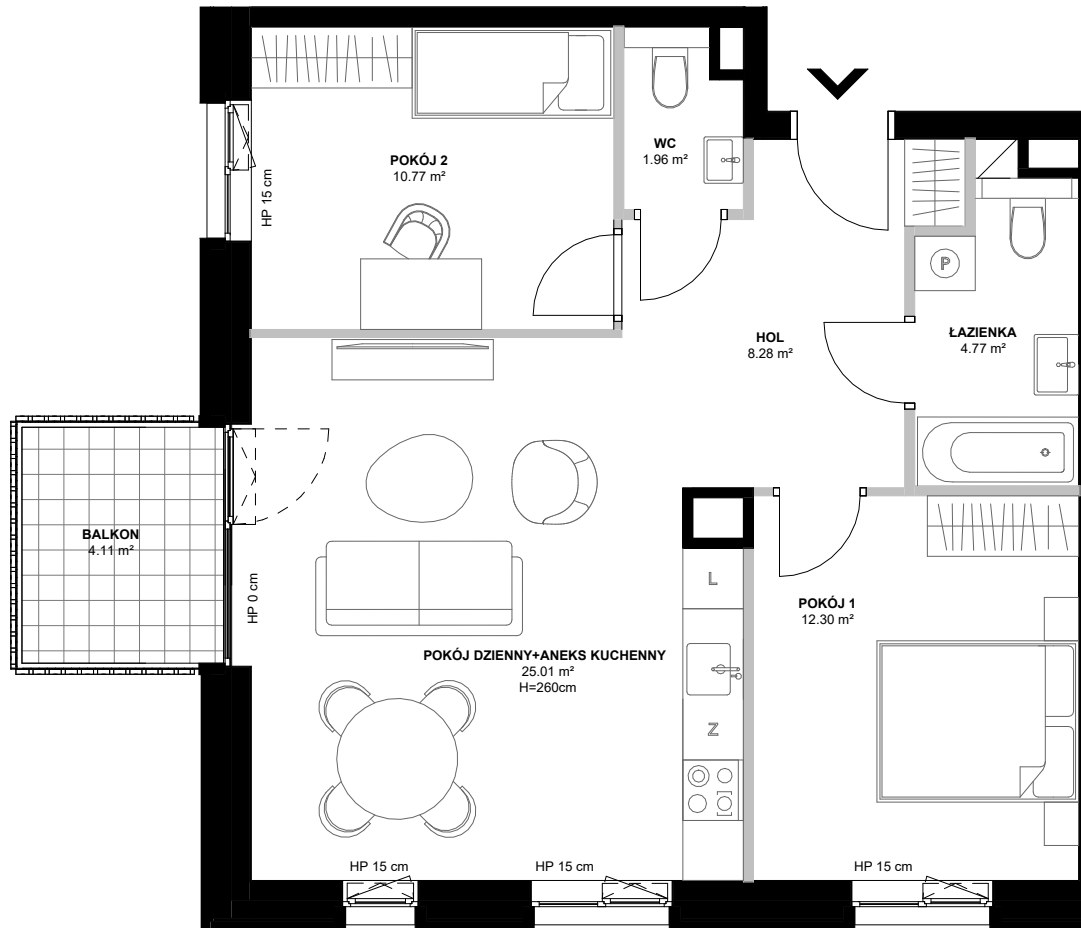 POKÓJ 2
10.77 m²
HP 15 cm
WC
1.96 m²
P
HOL
8.28 m²
ŁAZIENKA
4.77 m²
BALKON
4.11 m²
HP 0 cm
L
POKÓJ 1
12.30 m²
POKÓJ DZIENNY+ANEKS KUCHENNY
25.01 m²
H=260cm
Z
HP 15 cm
HP 15 cm
HP 15 cm